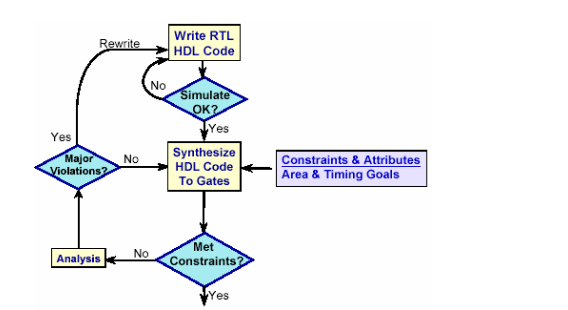 Write RTL
HDL Code
Rewrite
No
Simulate
OK?
Yes
Yes
Major
Violations?
No
Synthesize
HDL Code
To Gates
Constraints & Attributes
Area & Timing Goals
Met
Constraints?
No
Analysis
Yes